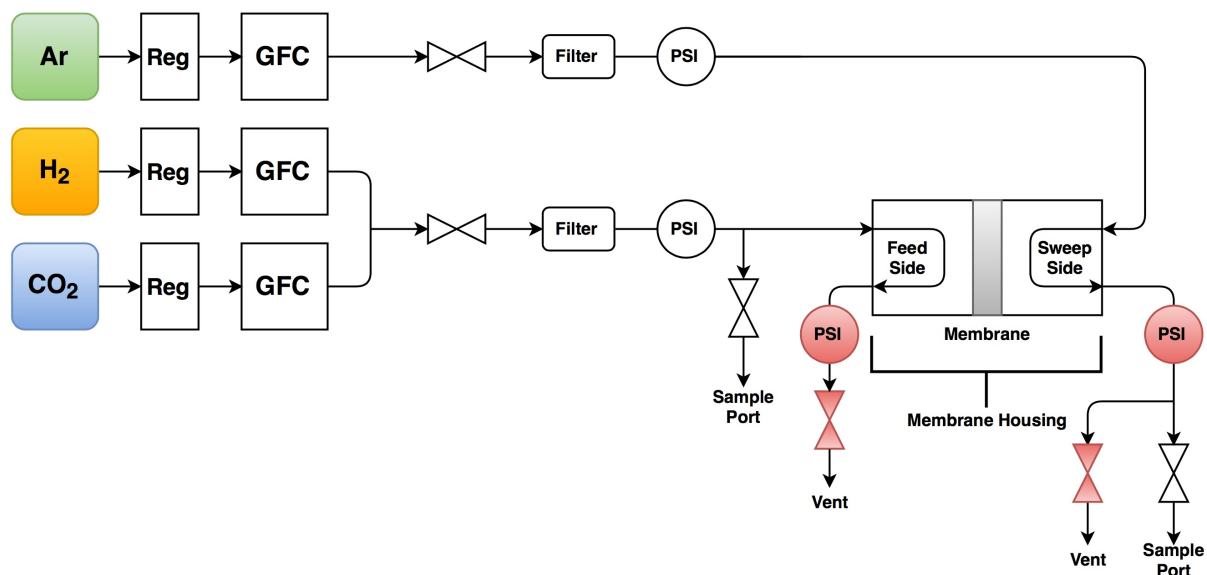 Ar
Reg
GFC
Filter
PSI
H₂
Reg
GFC
CO₂
Reg
GFC
Filter
PSI
Feed
Side
Sweep
Side
PSI
Membrane
PSI
Sample
Port
Membrane Housing
Vent
Vent
Sample
Port